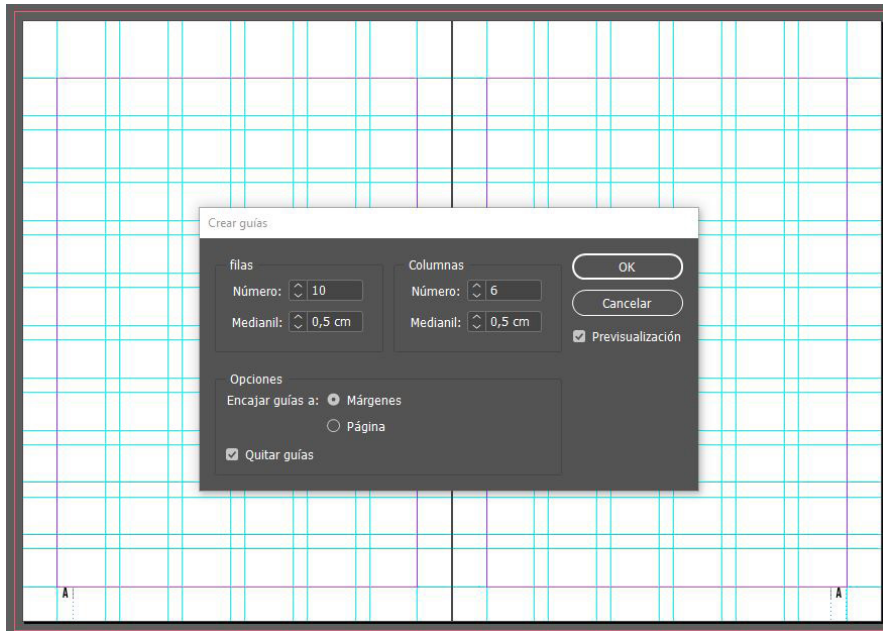 Crear guías
filas
Número: 10
Medianil: 0,5 cm
Columnas
Número: 6
Medianil: 0,5 cm
OK
Cancelar
Previsualización
Opciones
Encajar guías a: Márgenes
Página
Quitar guías
A A